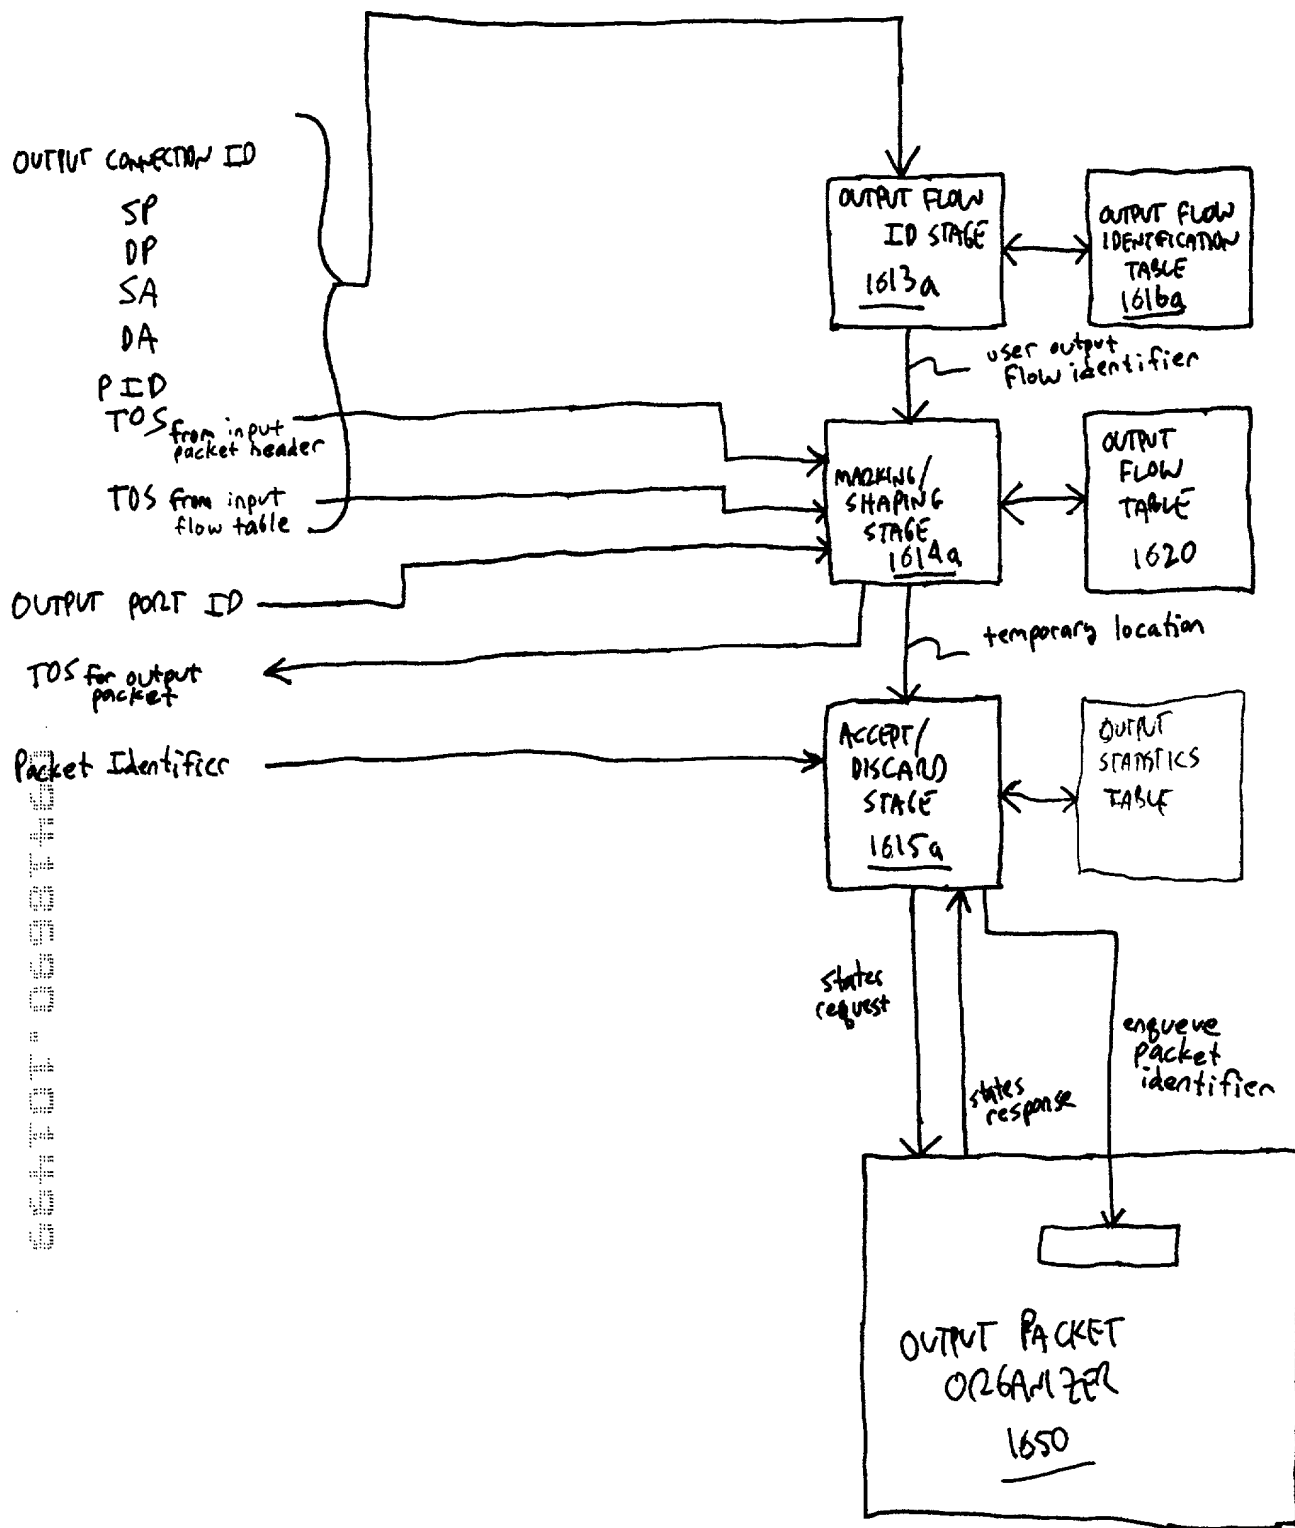 OUTPUT CONNECTION ID
SP
DP
SA
DA
PID
TOS from input
packet header
TOS from input
flow table
OUTPUT PORT ID
TOS for output
packet
Packet Identifier
OUTPUT FLOW
ID STAGE
1613a
OUTPUT FLOW
IDENTIFICATION
TABLE
1616a
user output
flow identifier
MARKING/
SHAPING
STAGE
1614a
OUTPUT
FLOW
TABLE
1620
temporary location
ACCEPT/
DISCARD
STAGE
1615a
OUTPUT
STATISTICS
TABLE
states
request
states
response
enqueue
packet
identifier
OUTPUT PACKET
ORGANIZER
1650